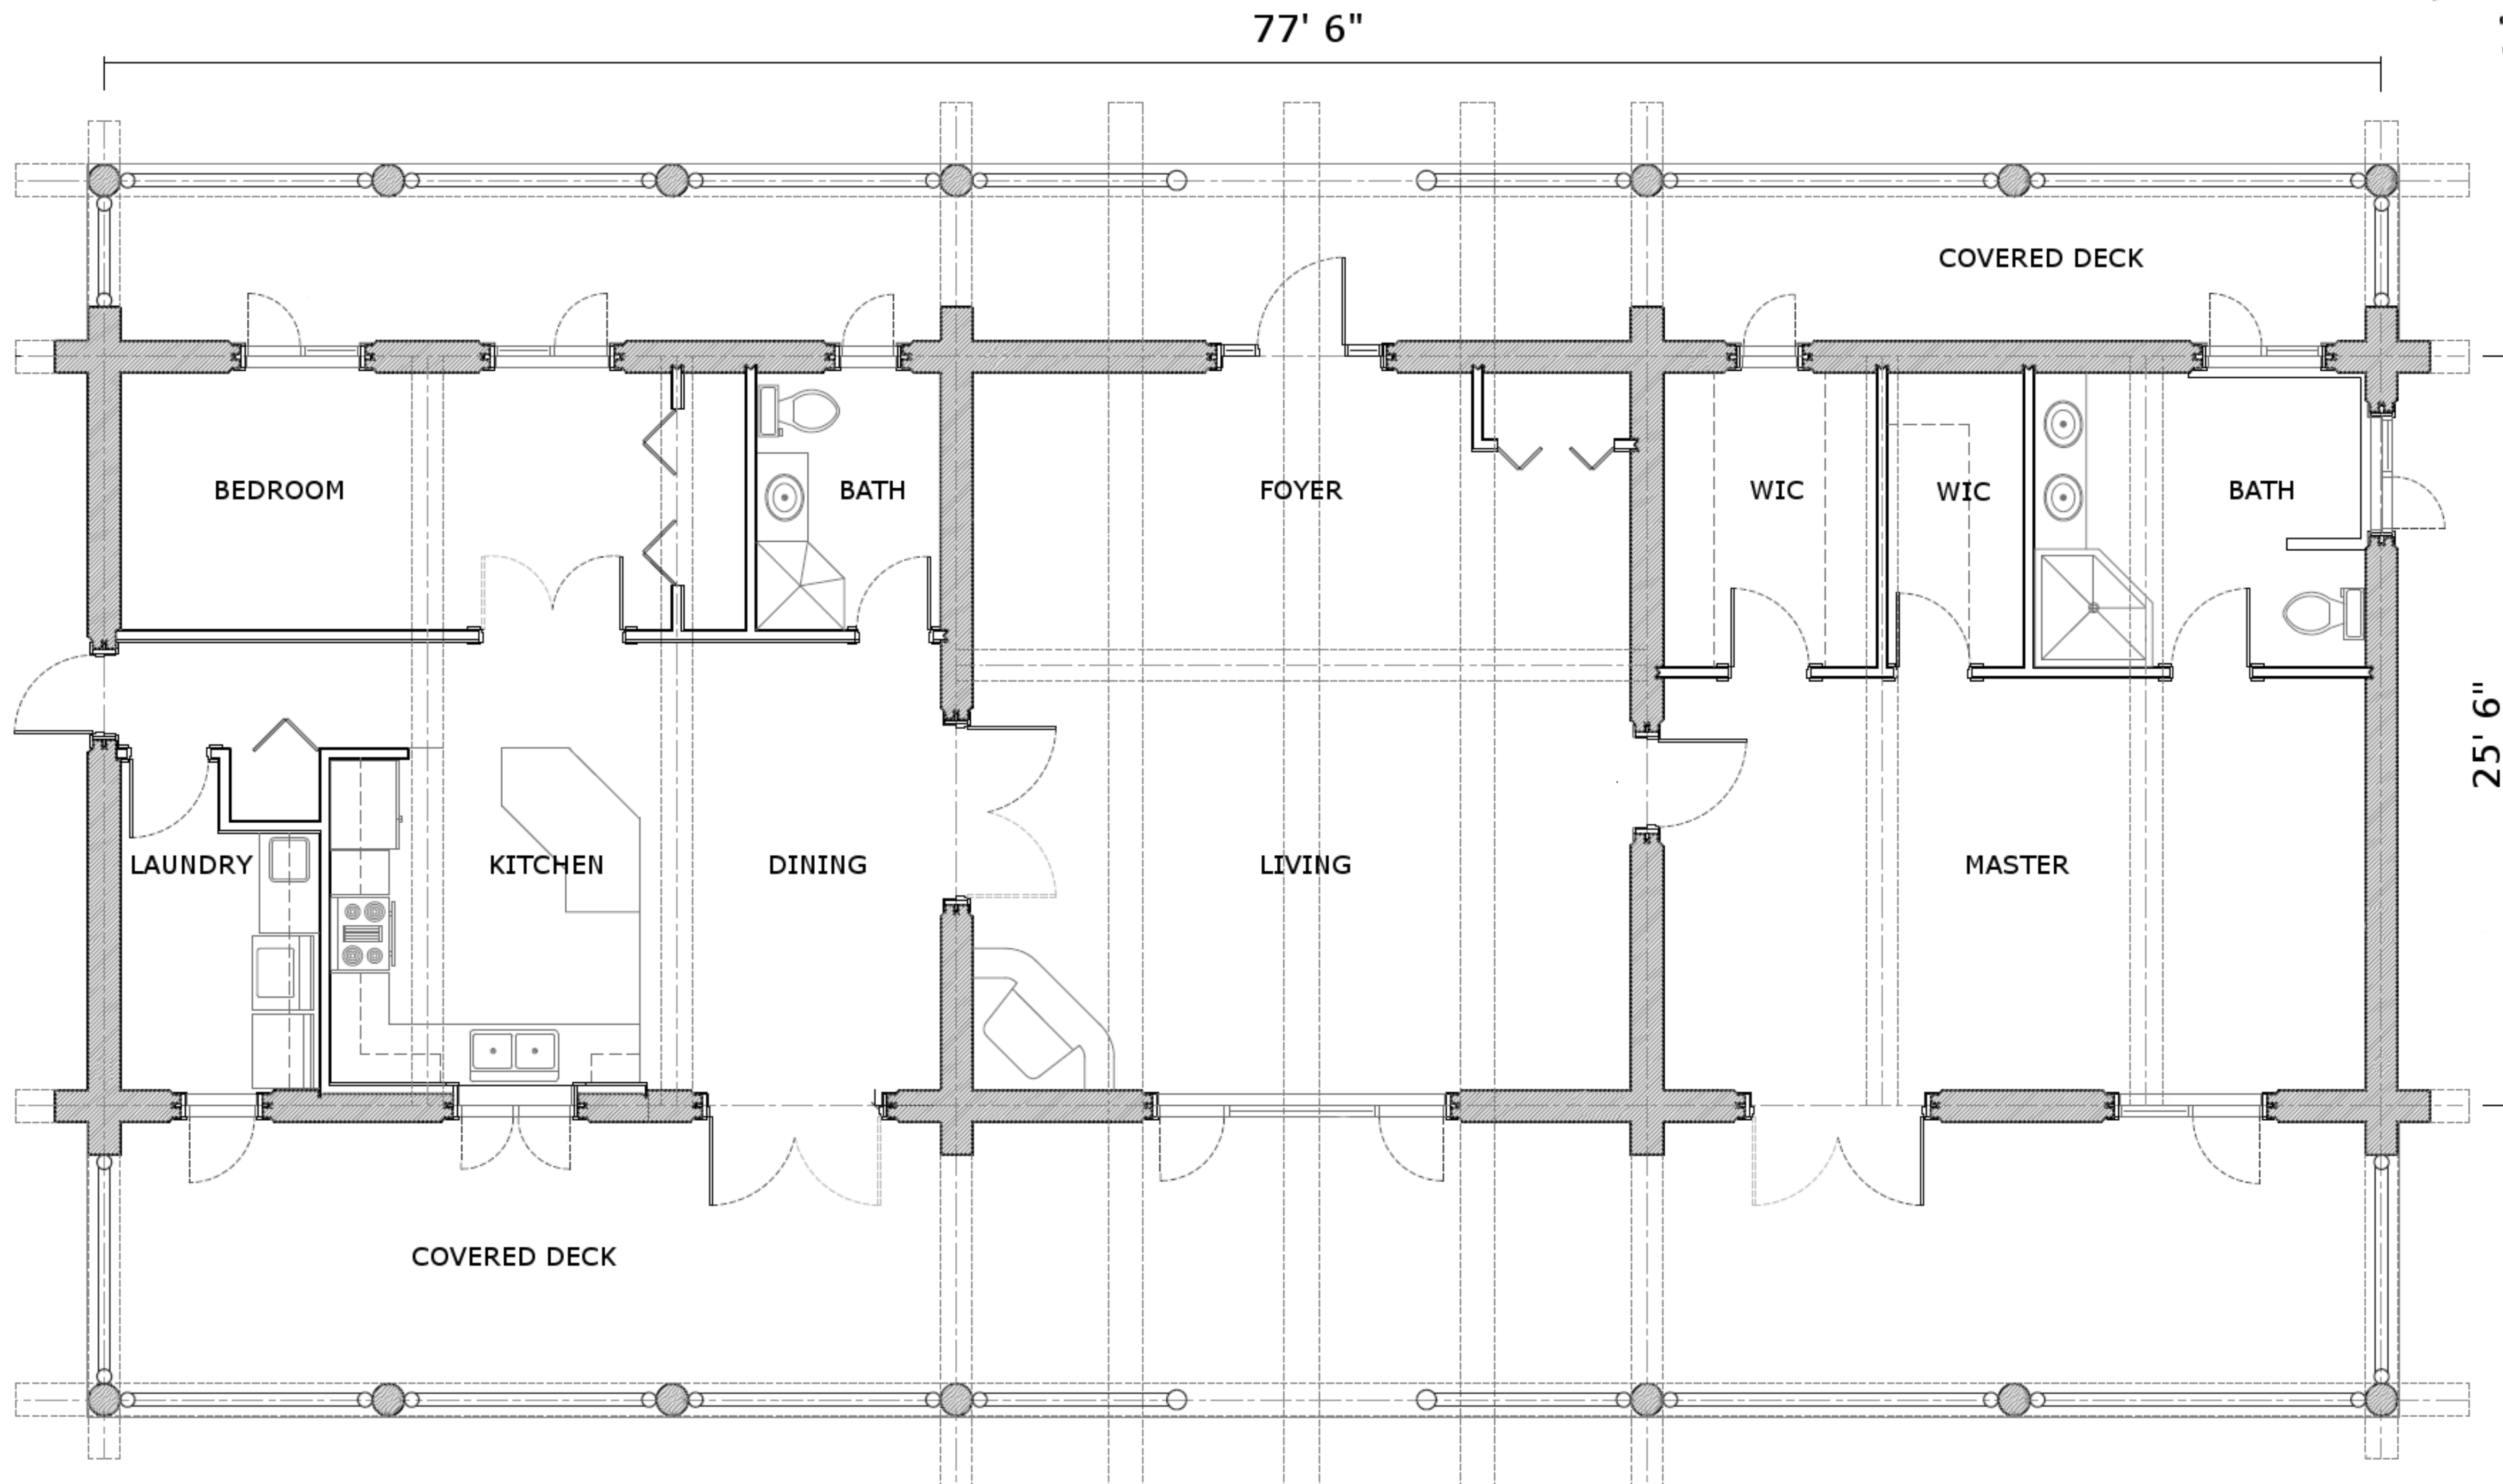 77' 6"
COVERED DECK
BEDROOM
BATH
FOYER
WIC
WIC
BATH
25' 6"
LAUNDRY
KITCHEN
DINING
LIVING
MASTER
COVERED DECK